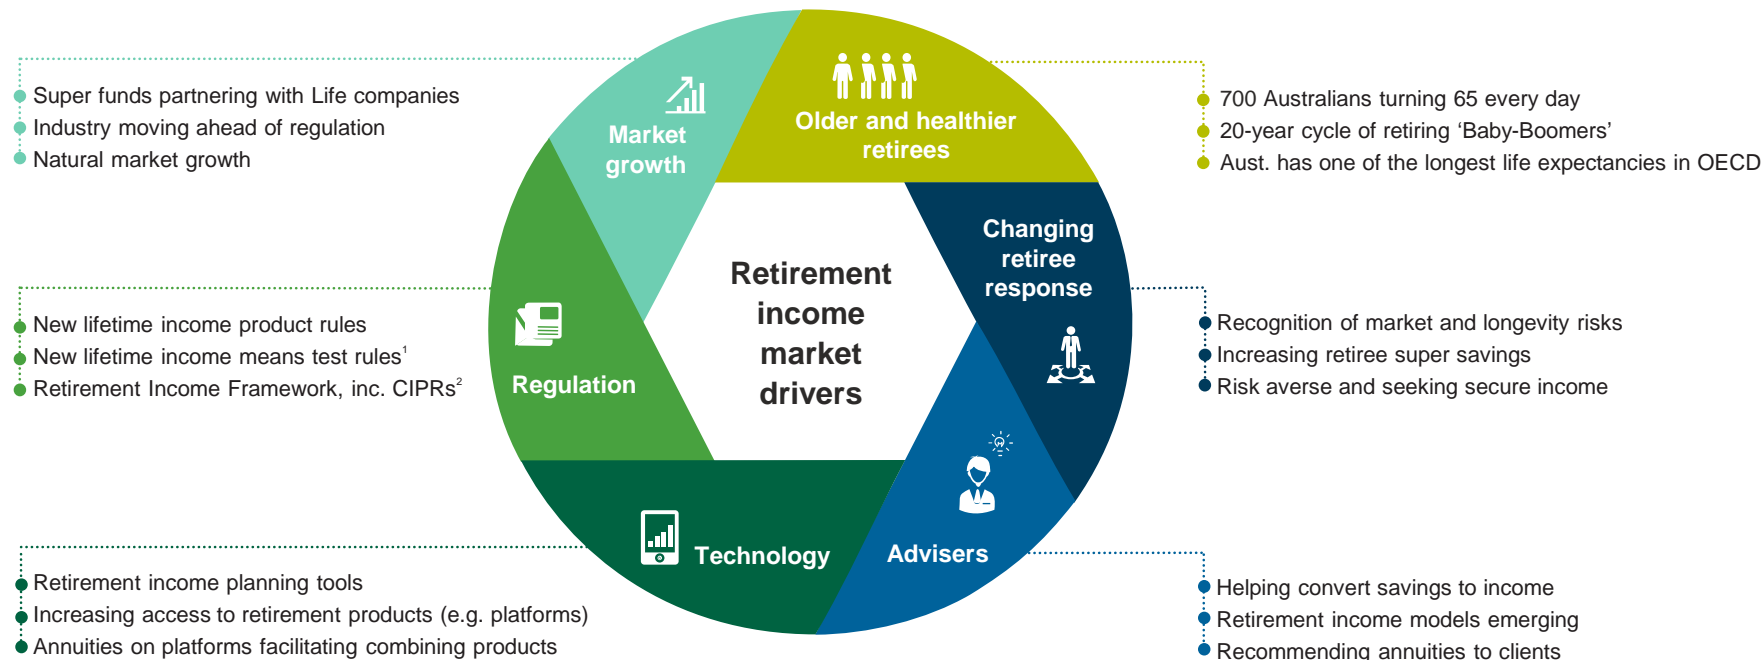 Super funds partnering with Life companies
Industry moving ahead of regulation
Natural market growth
Market
growth
Older and healthier
retirees
700 Australians turning 65 every day
20-year cycle of retiring ‘Baby-Boomers’
Aust. has one of the longest life expectancies in OECD
New lifetime income product rules
New lifetime income means test rules¹
Retirement Income Framework, inc. CIPRs²
Regulation
Retirement
income
market
drivers
Changing
retiree
response
Recognition of market and longevity risks
Increasing retiree super savings
Risk averse and seeking secure income
Retirement income planning tools
Increasing access to retirement products (e.g. platforms)
Annuities on platforms facilitating combining products
Technology
Advisers
Helping convert savings to income
Retirement income models emerging
Recommending annuities to clients